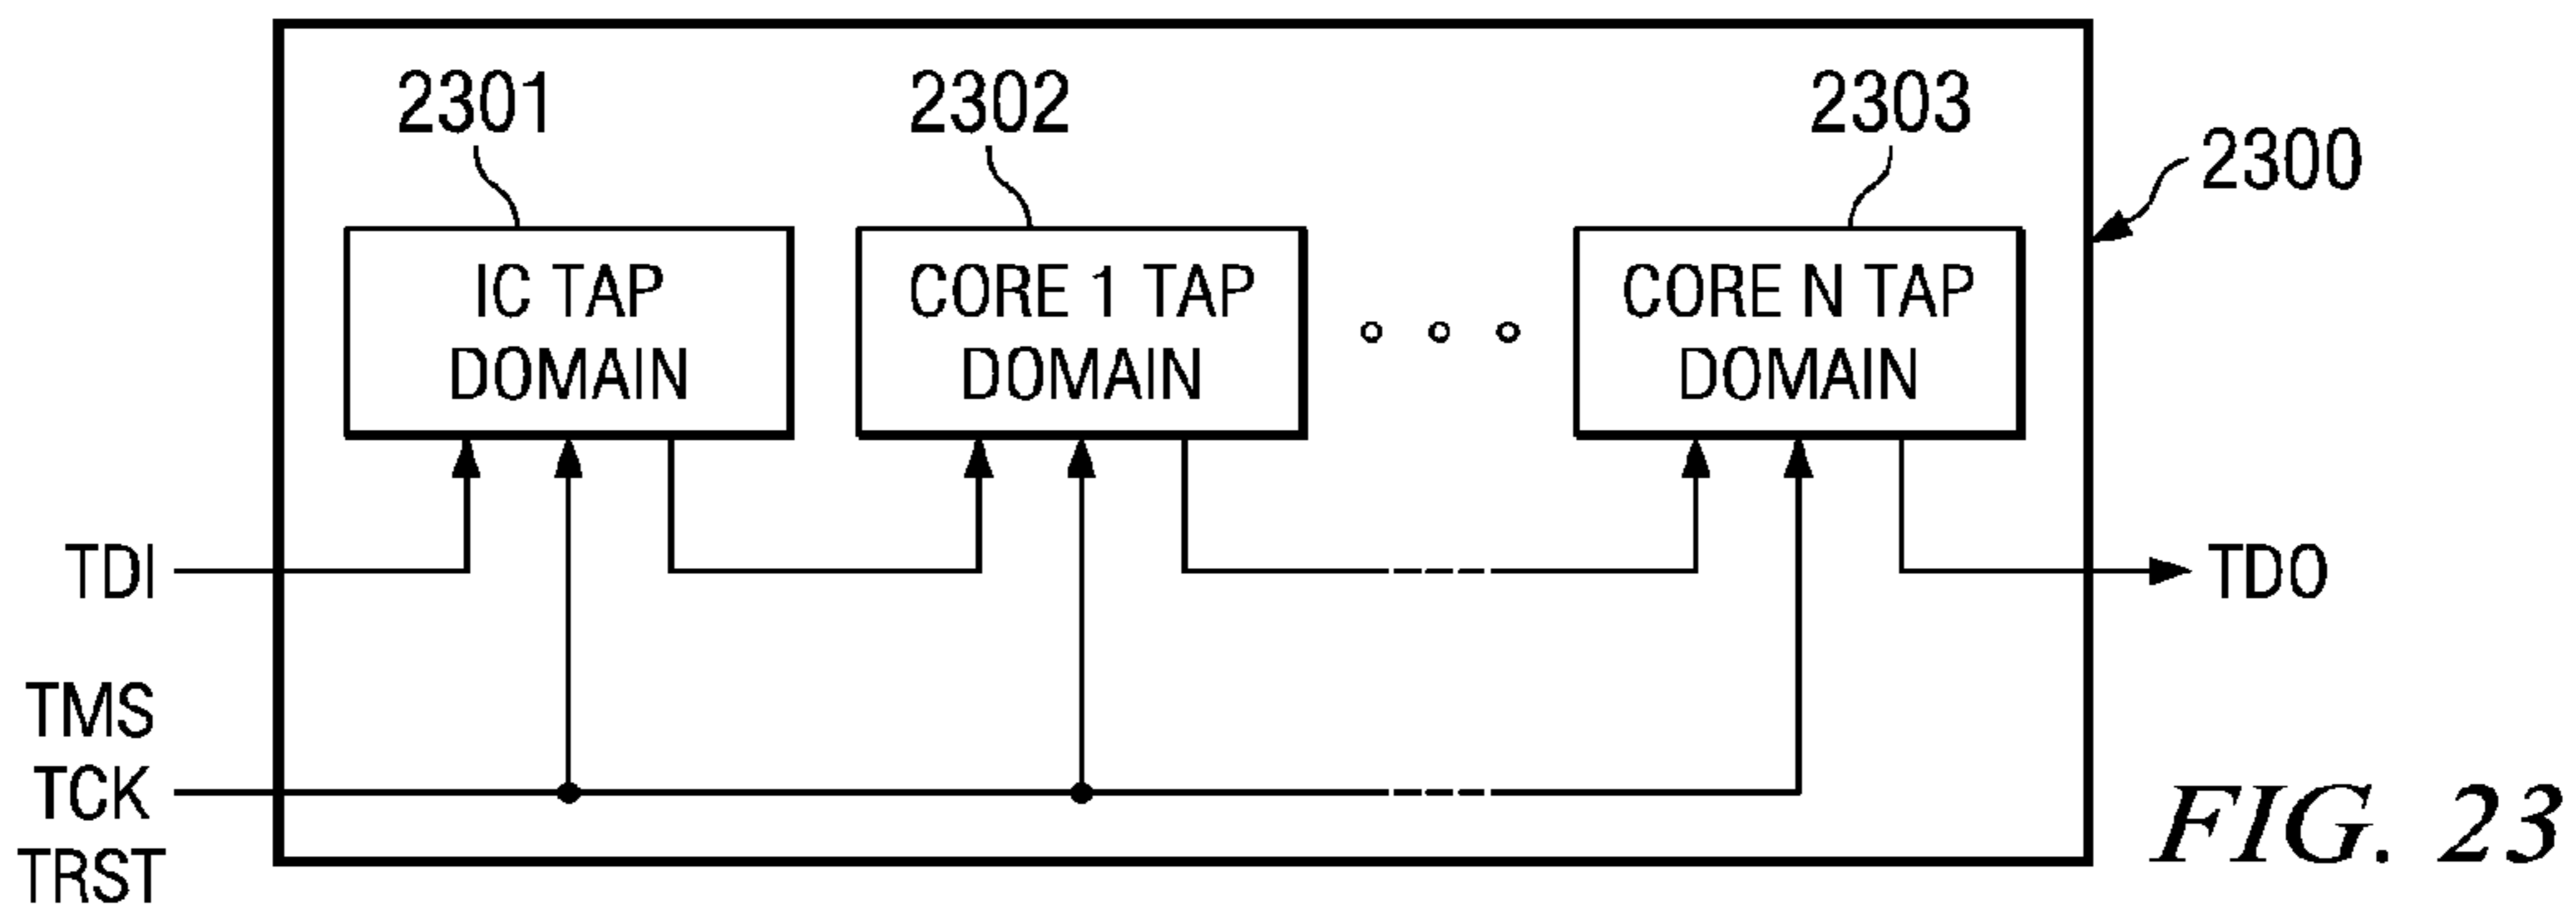 2301
2302
2303
2300
IC TAP
DOMAIN
CORE 1 TAP
DOMAIN
CORE N TAP
DOMAIN
TDI
TDO
TMS
TCK
TRST
FIG. 23